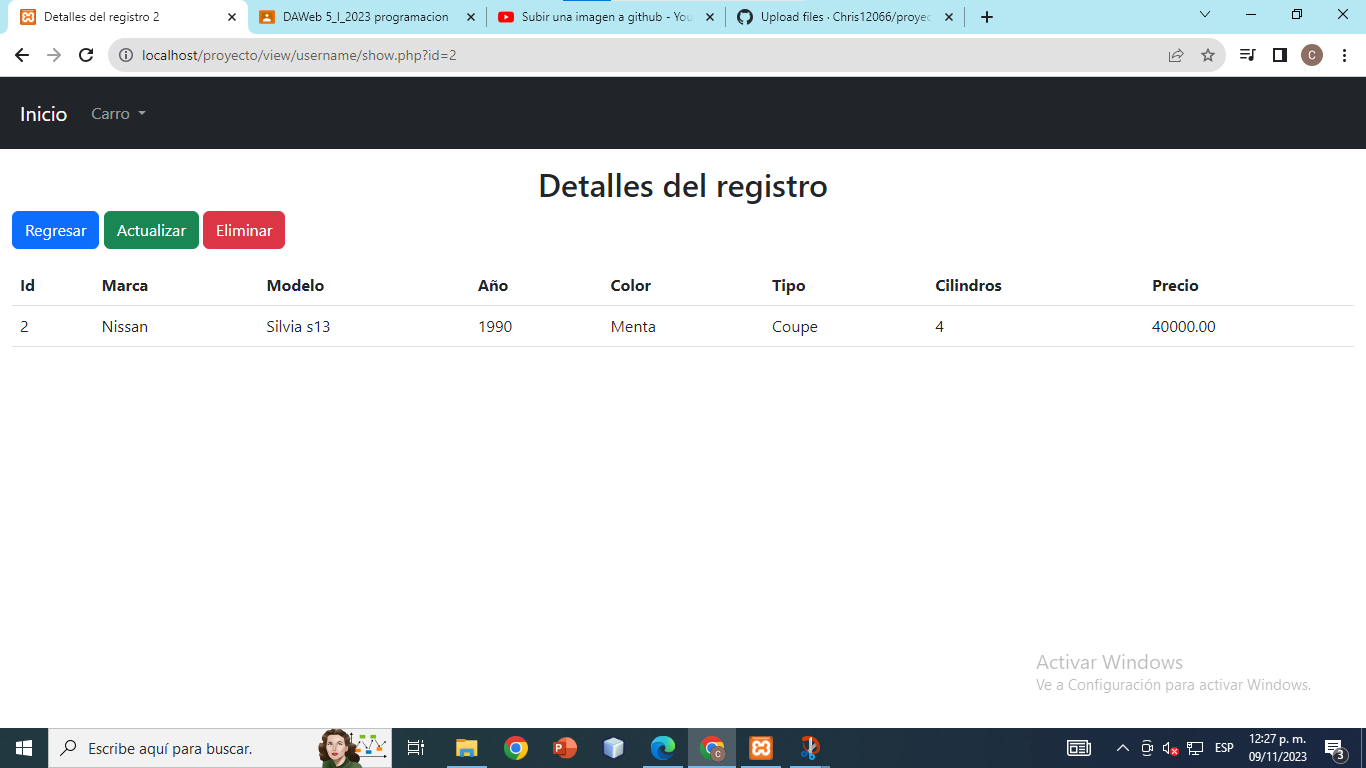 Detalles del registro 2
DAWeb 5_I_2023 programacion
Subir una imagen a github - You
Upload files · Chris12066/proyec
localhost/proyecto/view/username/show.php?id=2
C
Inicio Carro
Detalles del registro
Regresar Actualizar Eliminar
Id Marca Modelo Año Color Tipo Cilindros Precio
2 Nissan Silvia s13 1990 Menta Coupe 4 40000.00
Activar Windows
Ve a Configuración para activar Windows.
Escribe aquí para buscar.
P
C
ESP
12:27 p. m.
09/11/2023
3